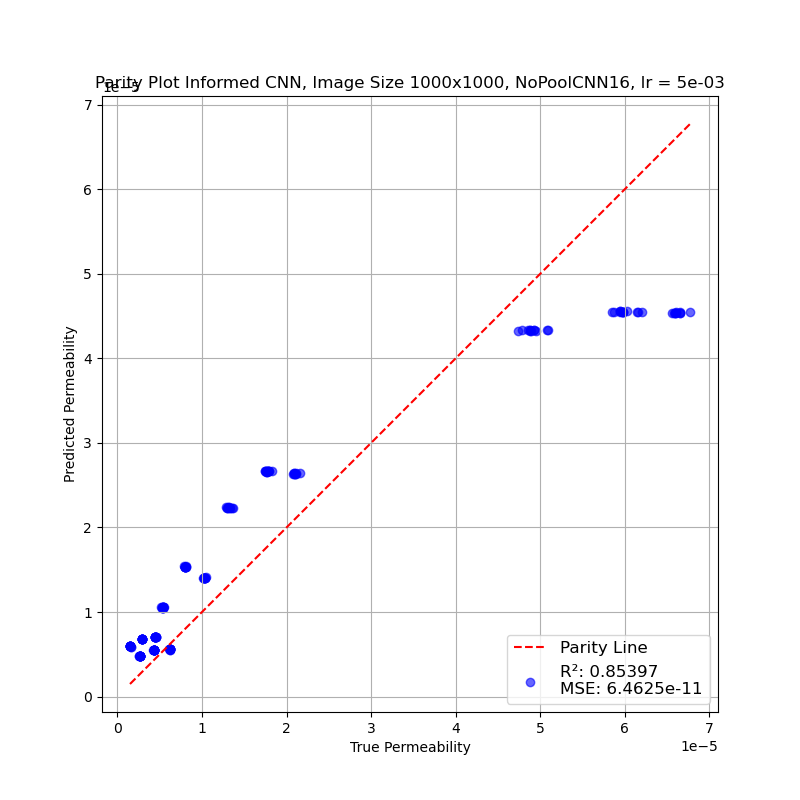 Parity Plot Informed CNN, Image Size 1000x1000, NoPoolCNN16, lr = 5e-03
1e−5
7
6
5
4
3
2
1
0
Predicted Permeability
Parity Line
R²: 0.85397
MSE: 6.4625e-11
0 1 2 3 4 5 6 7
1e−5
True Permeability